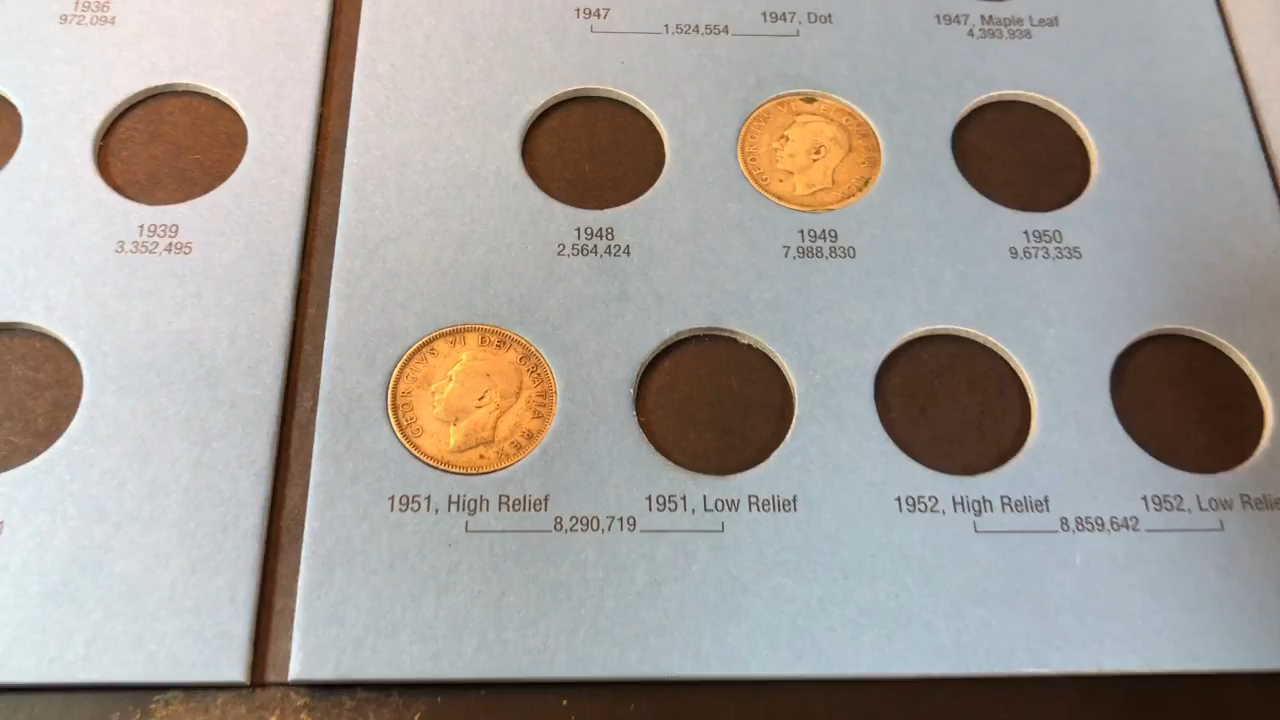 1936
972,094
1947
1947, Dot
1,524,554
1947, Maple Leaf
4,393,938
1939
3,352,495
1948
2,564,424
GEORGIVS VI DEI GRATIA REX
1949
7,988,830
1950
9,673,335
GEORGIVS VI DEI GRATIA REX
1951, High Relief
1951, Low Relief
8,290,719
1952, High Relief
1952, Low Relie
8,859,642